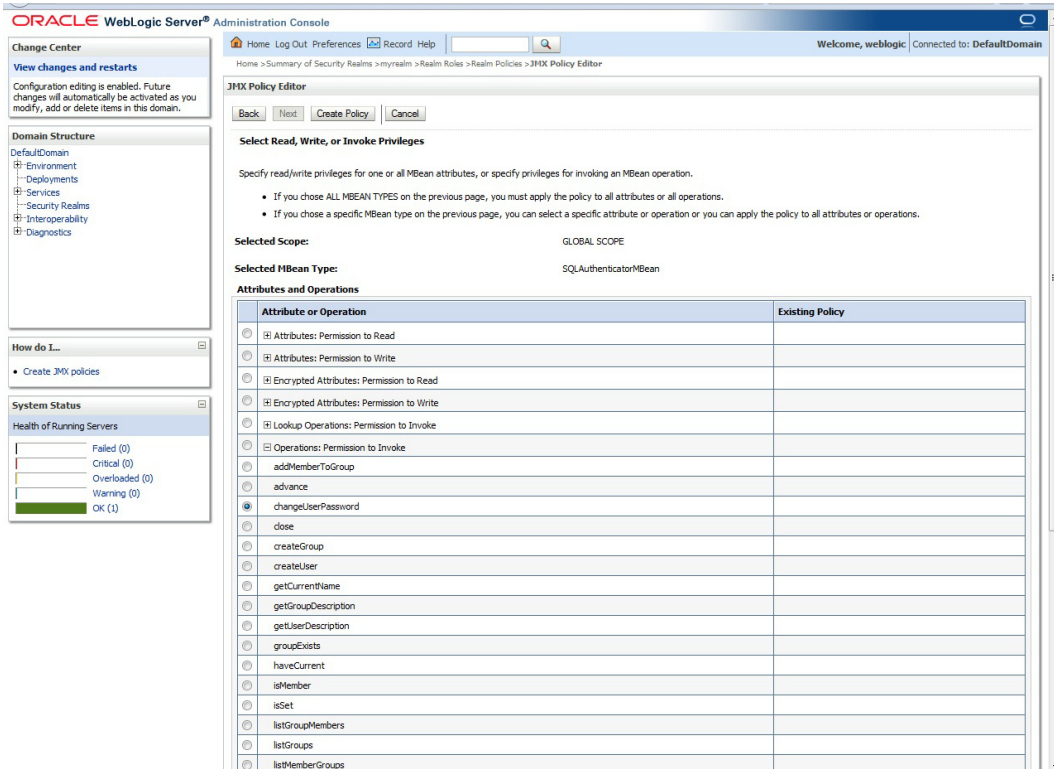 ORACLE WebLogic Server® Administration Console
Change Center
View changes and restarts
Configuration editing is enabled. Future
changes will automatically be activated as you
modify, add or delete items in this domain.
Domain Structure
DefaultDomain
Environment
Deployments
Services
Security Realms
Interoperability
Diagnostics
How do I...
Create JMX policies
System Status
Health of Running Servers
Failed (0)
Critical (0)
Overloaded (0)
Warning (0)
OK (1)
Home Log Out Preferences Record Help
Welcome, weblogic Connected to: DefaultDomain
Home >Summary of Security Realms >myrealm >Realm Roles >Realm Policies >JMX Policy Editor
JMX Policy Editor
Back Next Create Policy Cancel
Select Read, Write, or Invoke Privileges
Specify read/write privileges for one or all MBean attributes, or specify privileges for invoking an MBean operation.
• If you chose ALL MBEAN TYPES on the previous page, you must apply the policy to all attributes or all operations.
• If you chose a specific MBean type on the previous page, you can select a specific attribute or operation or you can apply the policy to all attributes or operations.
Selected Scope: GLOBAL SCOPE
Selected MBean Type: SQLAuthenticatorMBean
Attributes and Operations
Attribute or Operation Existing Policy
Attributes: Permission to Read
Attributes: Permission to Write
Encrypted Attributes: Permission to Read
Encrypted Attributes: Permission to Write
Lookup Operations: Permission to Invoke
Operations: Permission to Invoke
addMemberToGroup
advance
changeUserPassword
close
createGroup
createUser
getCurrentName
getGroupDescription
getUserDescription
groupExists
haveCurrent
isMember
isSet
listGroupMembers
listGroups
listMemberGroups